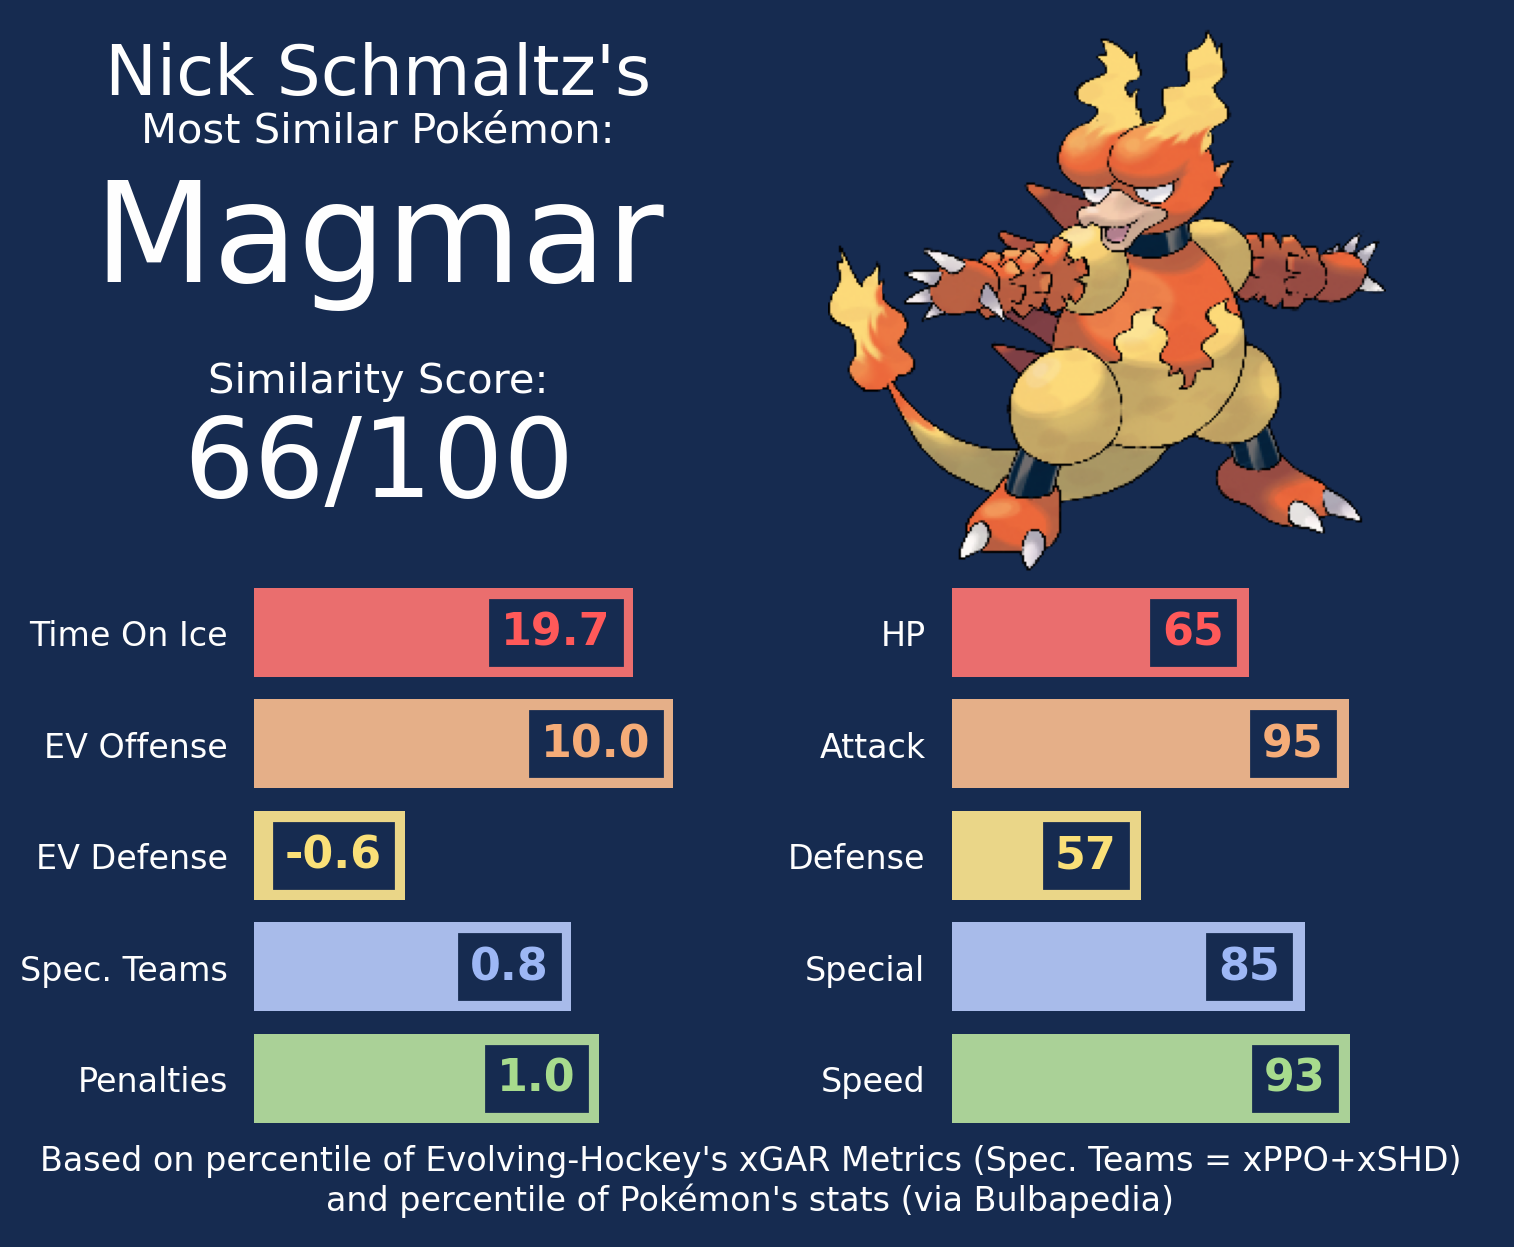 Nick Schmaltz's
Most Similar Pokémon:
Magmar
Similarity Score:
66/100
Time On Ice 19.7
EV Offense 10.0
EV Defense -0.6
Spec. Teams 0.8
Penalties 1.0
HP 65
Attack 95
Defense 57
Special 85
Speed 93
Based on percentile of Evolving-Hockey's xGAR Metrics (Spec. Teams = xPPO+xSHD)
and percentile of Pokémon's stats (via Bulbapedia)